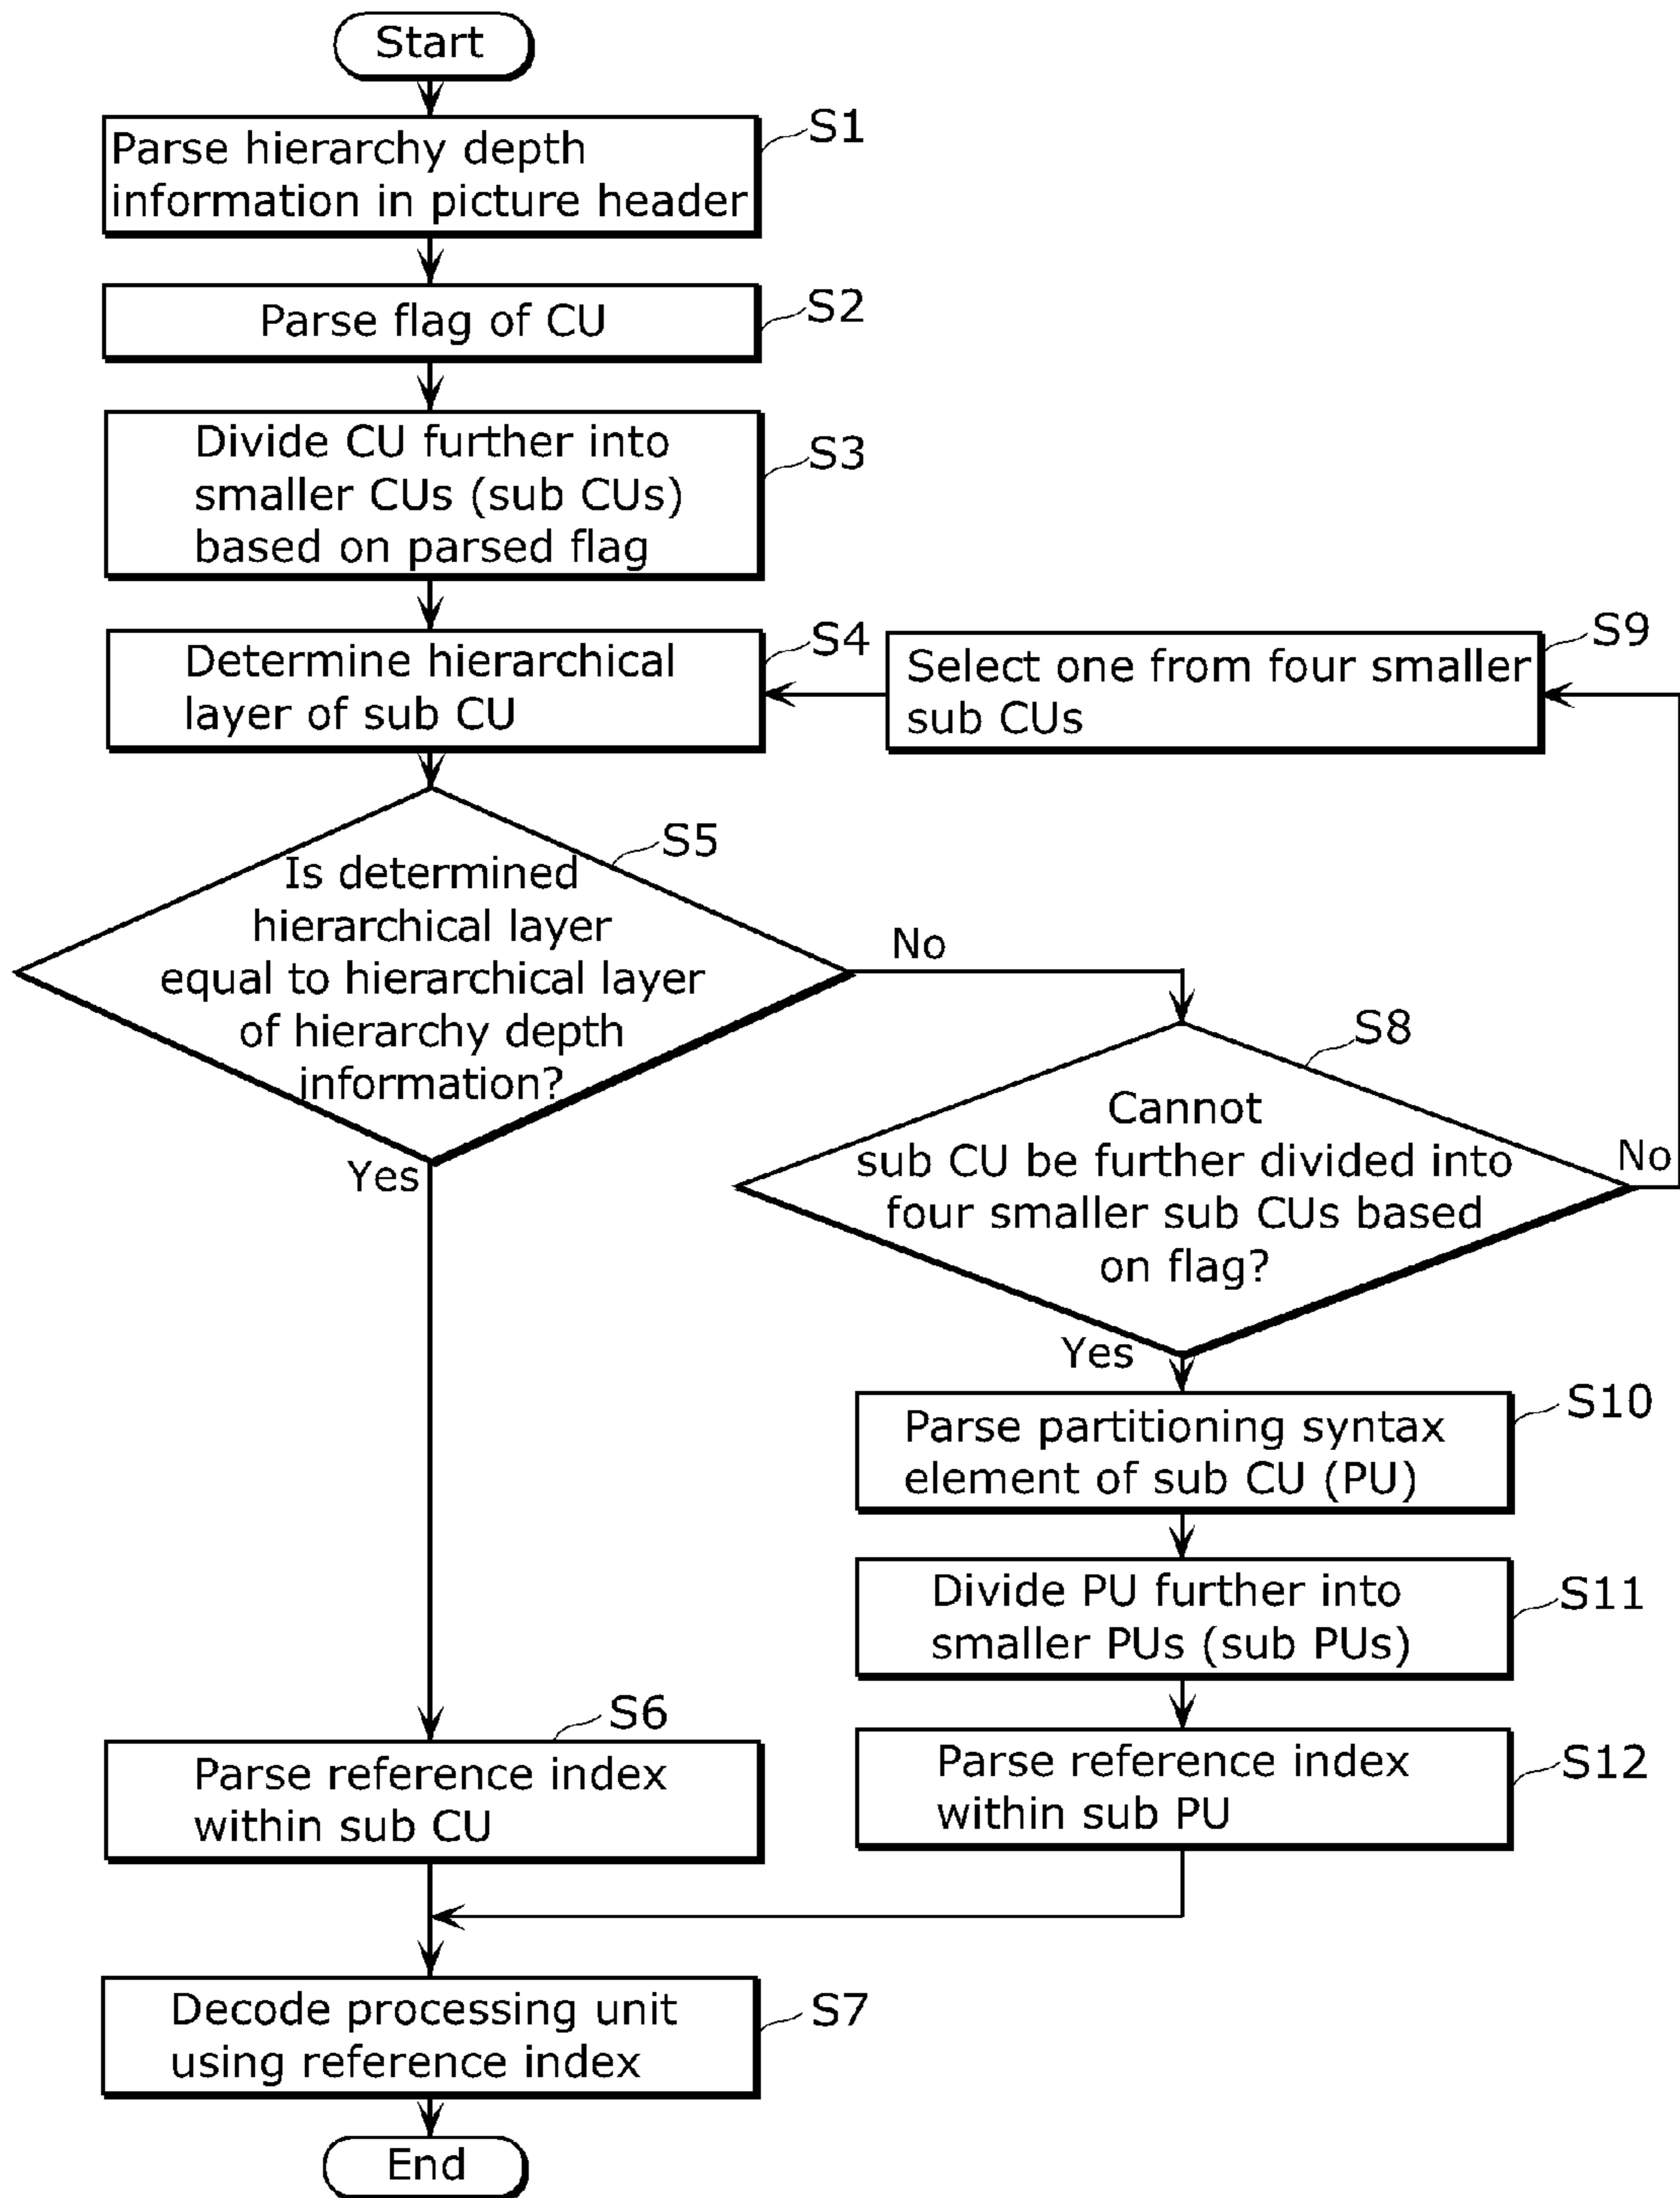 Start
Parse hierarchy depth
information in picture header
S1
Parse flag of CU
S2
Divide CU further into
smaller CUs (sub CUs)
based on parsed flag
S3
Determine hierarchical
layer of sub CU
S4
Select one from four smaller
sub CUs
S9
Is determined
hierarchical layer
equal to hierarchical layer
of hierarchy depth
information?
S5
No
Yes
Cannot
sub CU be further divided into
four smaller sub CUs based
on flag?
S8
No
Yes
Parse partitioning syntax
element of sub CU (PU)
S10
Divide PU further into
smaller PUs (sub PUs)
S11
Parse reference index
within sub CU
S6
Parse reference index
within sub PU
S12
Decode processing unit
using reference index
S7
End